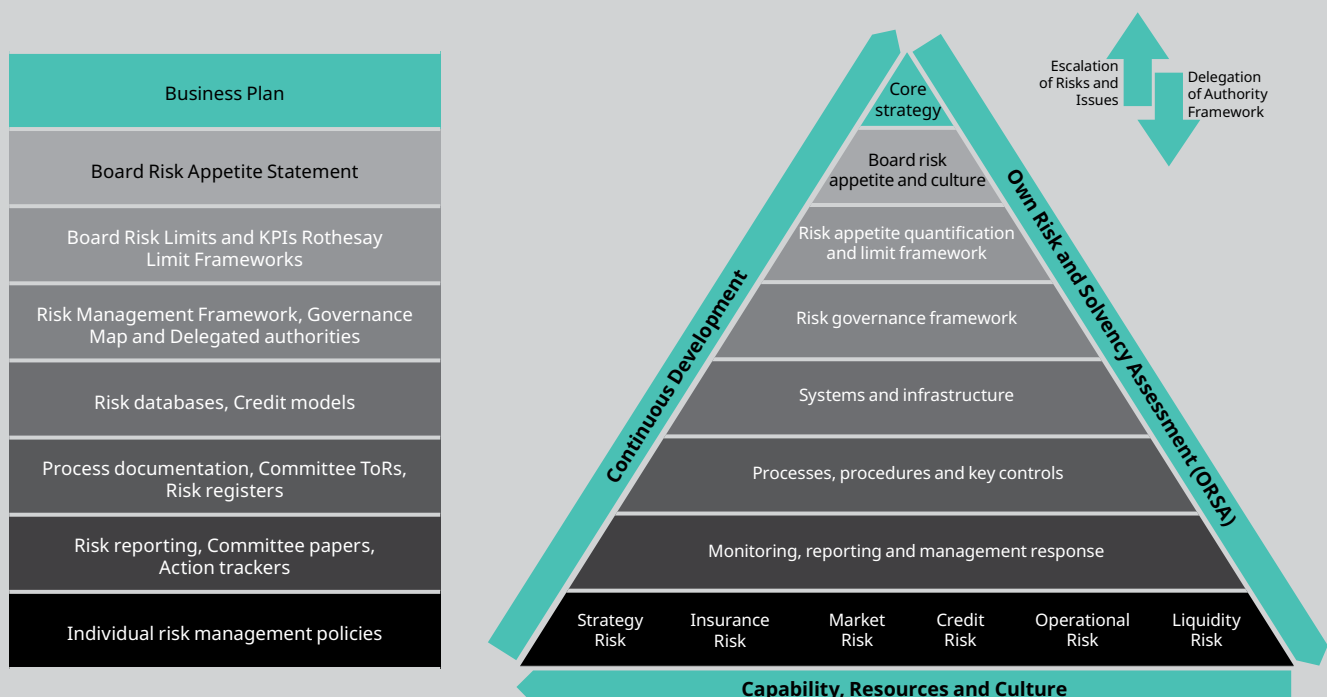 Business Plan
Board Risk Appetite Statement
Board Risk Limits and KPIs Rothesay
Limit Frameworks
Risk Management Framework, Governance
Map and Delegated authorities
Risk databases, Credit models
Process documentation, Committee ToRs,
Risk registers
Risk reporting, Committee papers,
Action trackers
Individual risk management policies
Core
strategy
Board risk
appetite and culture
Risk appetite quantification
and limit framework
Risk governance framework
Systems and infrastructure
Processes, procedures and key controls
Monitoring, reporting and management response
Strategy
Risk
Insurance
Risk
Market
Risk
Credit
Risk
Operational
Risk
Liquidity
Risk
Continuous Development
Own Risk and Solvency Assessment (ORSA)
Capability, Resources and Culture
Escalation
of Risks and
Issues
Delegation
of Authority
Framework